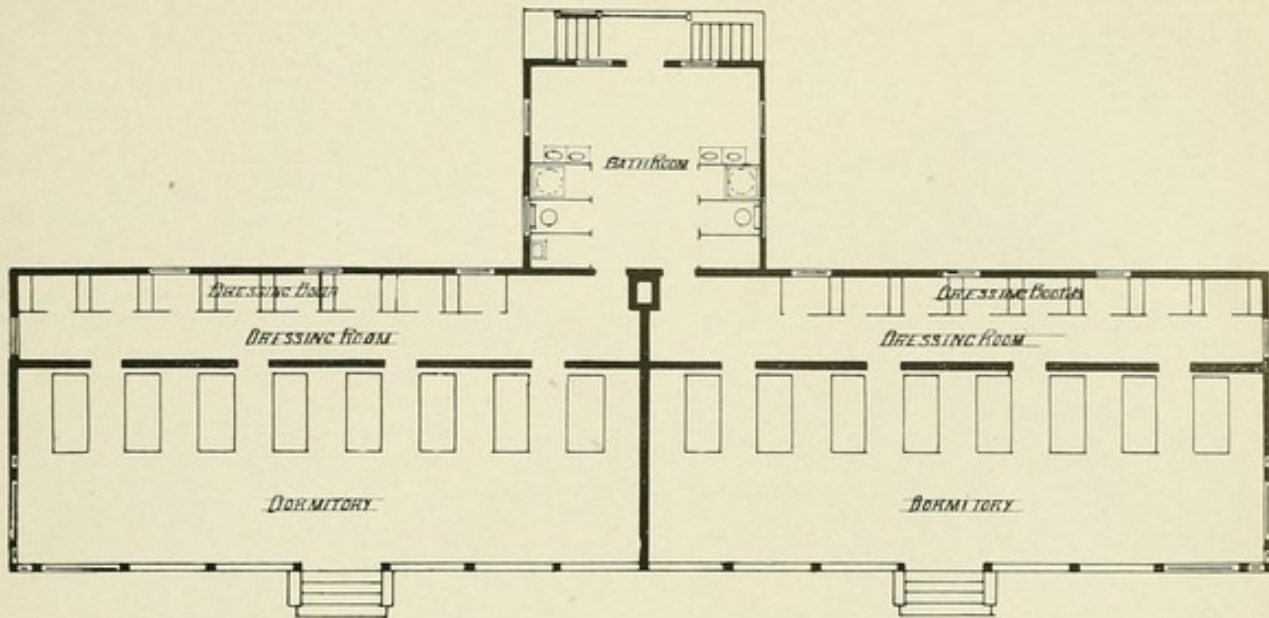 BATH ROOM
DRESSING BOOTH
DRESSING BOOTH
DRESSING ROOM
DRESSING ROOM
DORMITORY
DORMITORY